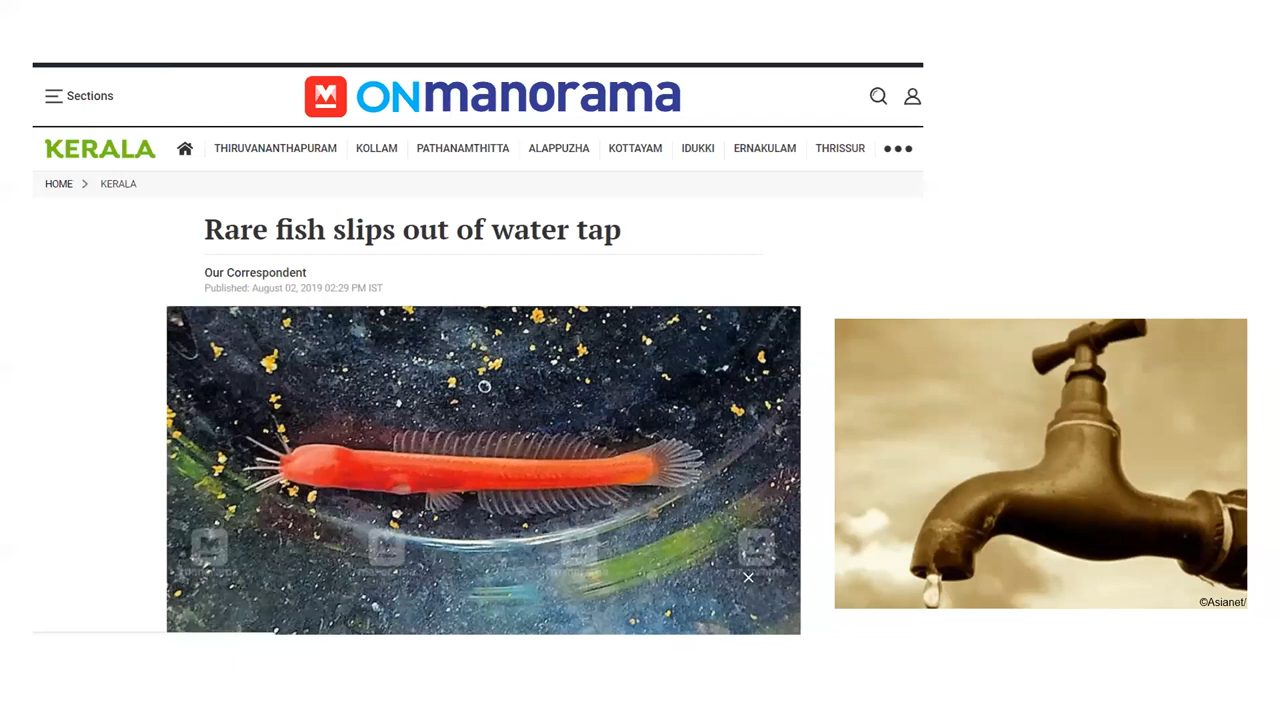 Sections
ONmanorama
KERALA
THIRUVANANTHAPURAM
KOLLAM
PATHANAMTHITTA
ALAPPUZHA
KOTTAYAM
IDUKKI
ERNAKULAM
THRISSUR
HOME
KERALA
Rare fish slips out of water tap
Our Correspondent
Published: August 02, 2019 02:29 PM IST
©Asianet/